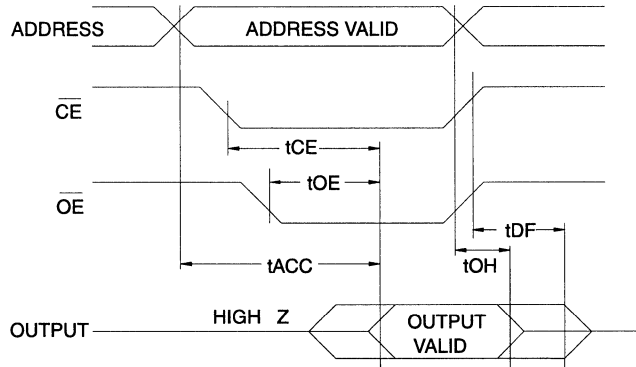 ADDRESS
ADDRESS VALID
CE
tCE
tOE
OE
tDF
tACC
tOH
HIGH Z
OUTPUT
OUTPUT
VALID